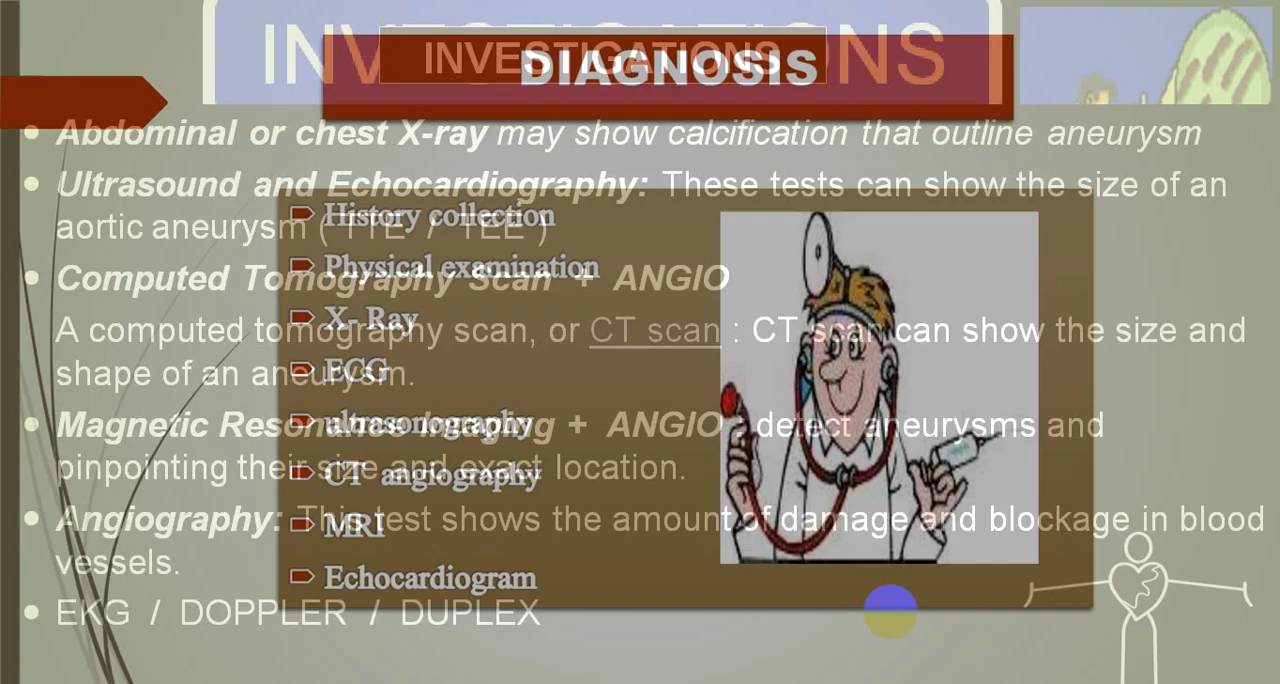 INVESTIGATIONS
INVESTIGATIONS
DIAGNOSIS
• Abdominal or chest X-ray may show calcification that outline aneurysm
• Ultrasound and Echocardiography: These tests can show the size of an
aortic aneurysm ( TTE / TEE )
• Computed Tomography Scan + ANGIO
A computed tomography scan, or CT scan : CT scan can show the size and
shape of an aneurysm.
• Magnetic Resonance Imaging + ANGIO : detect aneurysms and
pinpointing their size and exact location.
• Angiography: This test shows the amount of damage and blockage in blood
vessels.
• EKG / DOPPLER / DUPLEX
History collection
Physical examination
X- Ray
ECG
ultrasonography
CT angiography
MRI
Echocardiogram